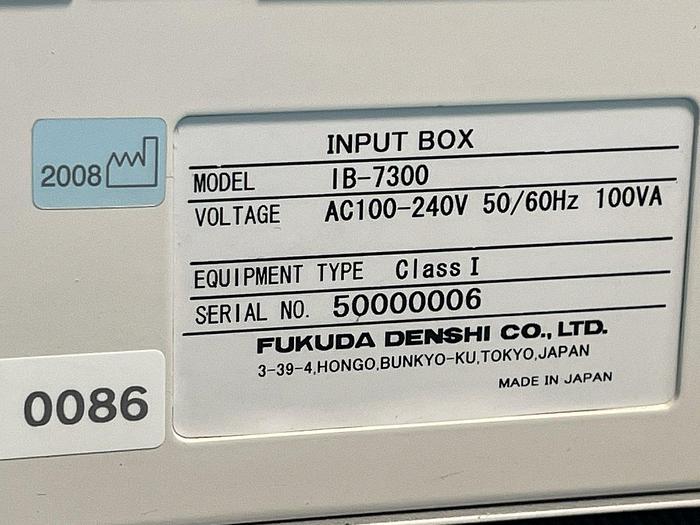 2008
INPUT BOX
MODEL IB-7300
VOLTAGE AC100-240V 50/60Hz 100VA
EQUIPMENT TYPE Class I
SERIAL NO. 50000006
FUKUDA DENSHI CO., LTD.
3-39-4, HONGO, BUNKYO-KU, TOKYO, JAPAN
MADE IN JAPAN
0086